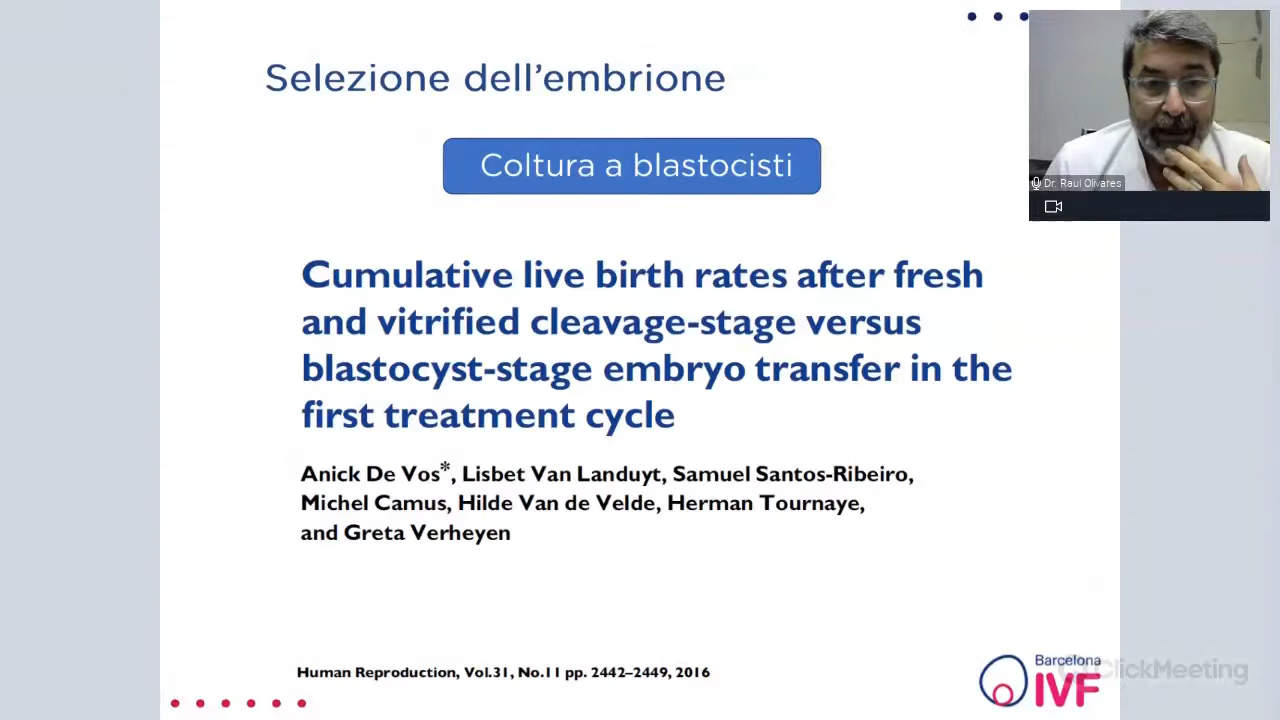 Selezione dell’embrione
Coltura a blastocisti
Cumulative live birth rates after fresh
and vitrified cleavage-stage versus
blastocyst-stage embryo transfer in the
first treatment cycle
Anick De Vos*, Lisbet Van Landuyt, Samuel Santos-Ribeiro,
Michel Camus, Hilde Van de Velde, Herman Tournaye,
and Greta Verheyen
Human Reproduction, Vol.31, No.11 pp. 2442–2449, 2016
Dr. Raul Olivares
Barcelona
IVF
ClickMeeting